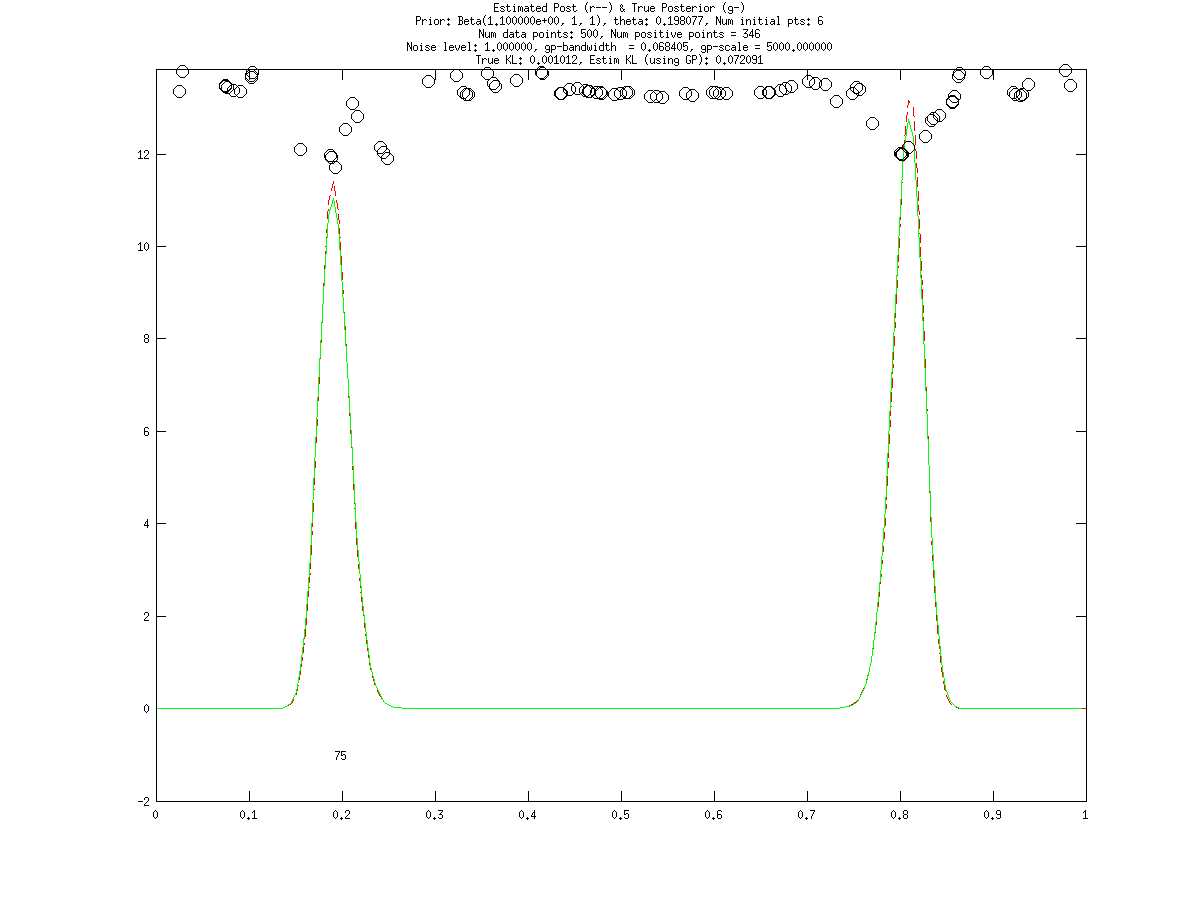 Estimated Post (r--) & True Posterior (g-)
Prior: Beta(1.100000e+00, 1, 1), theta: 0.198077, Num initial pts: 6
Num data points: 500, Num positive points = 346
Noise level: 1.000000, gp-bandwidth  = 0.068405, gp-scale = 5000.000000
True KL: 0.001012, Estim KL (using GP): 0.072091
12
10
8
6
4
2
0
75
-2
0 0.1 0.2 0.3 0.4 0.5 0.6 0.7 0.8 0.9 1